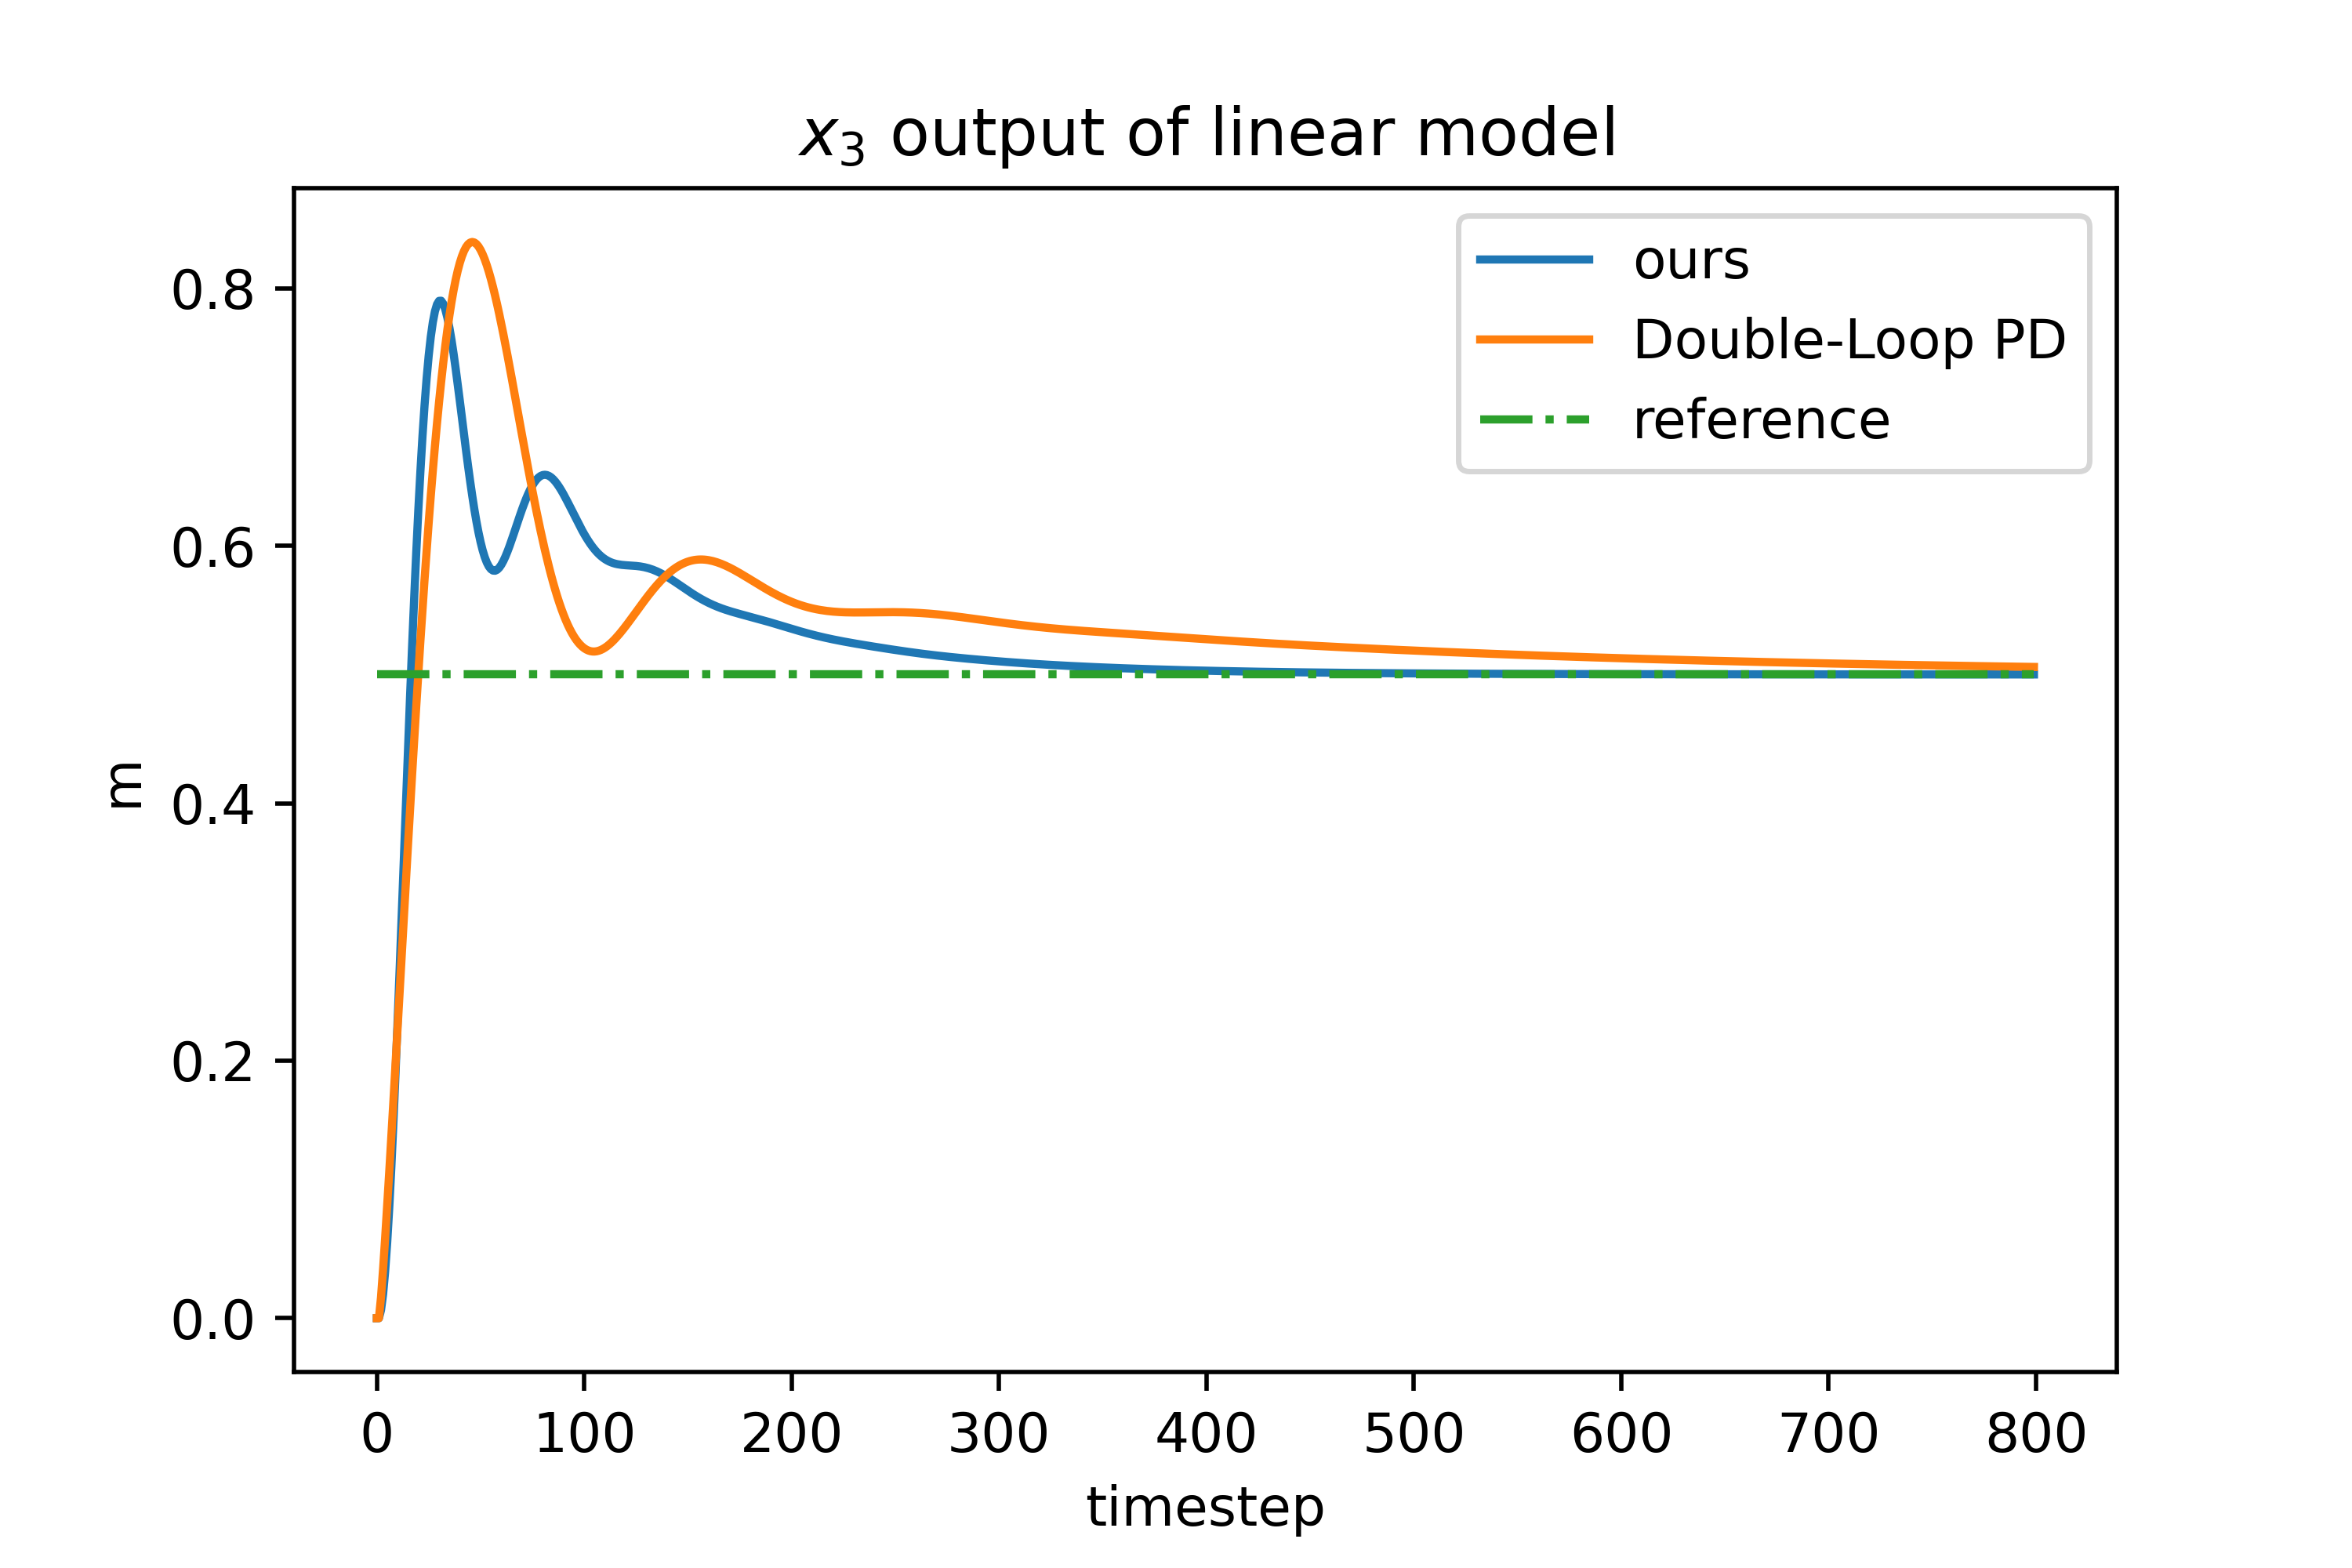 x₃ output of linear model
ours
Double-Loop PD
reference
m
0.8
0.6
0.4
0.2
0.0
0 100 200 300 400 500 600 700 800
timestep